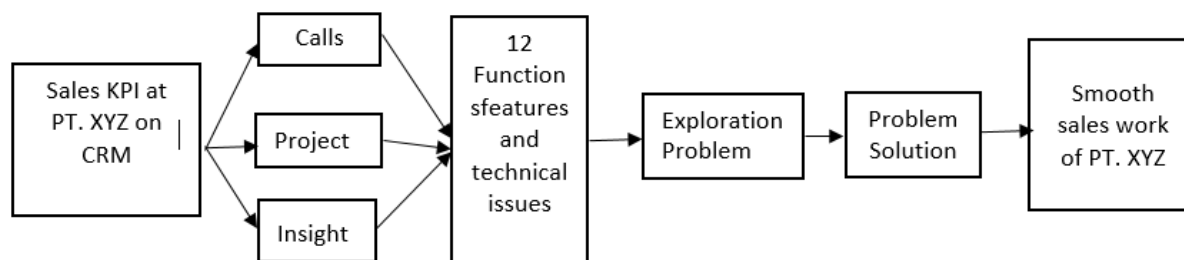 Sales KPI at
PT. XYZ on
CRM
Calls
Project
Insight
12
Function
sfeatures
and
technical
issues
Exploration
Problem
Problem
Solution
Smooth
sales work
of PT. XYZ